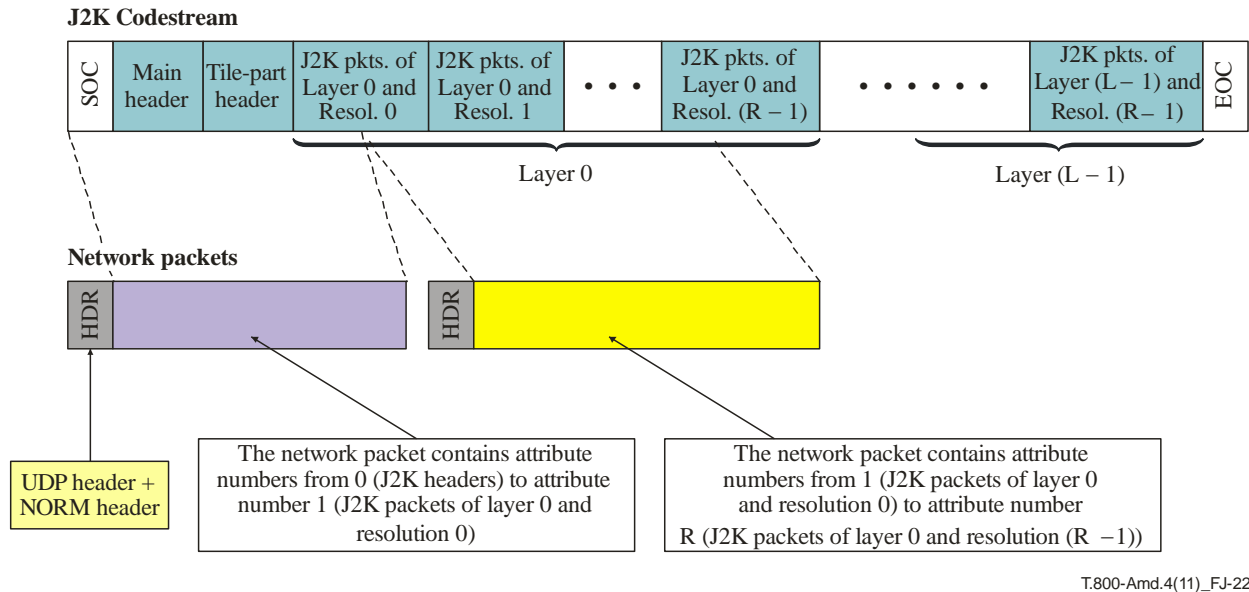 J2K Codestream
SOC
Main
header
Tile-part
header
J2K pkts. of
Layer 0 and
Resol. 0
J2K pkts. of
Layer 0 and
Resol. 1
• • •
J2K pkts. of
Layer 0 and
Resol. (R – 1)
• • • • • •
J2K pkts. of
Layer (L – 1) and
Resol. (R – 1)
EOC
Layer 0
Layer (L – 1)
Network packets
HDR
HDR
UDP header +
NORM header
The network packet contains attribute
numbers from 0 (J2K headers) to attribute
number 1 (J2K packets of layer 0 and
resolution 0)
The network packet contains attribute
numbers from 1 (J2K packets of layer 0
and resolution 0) to attribute number
R (J2K packets of layer 0 and resolution (R –1))
T.800-Amd.4(11)_FJ-22